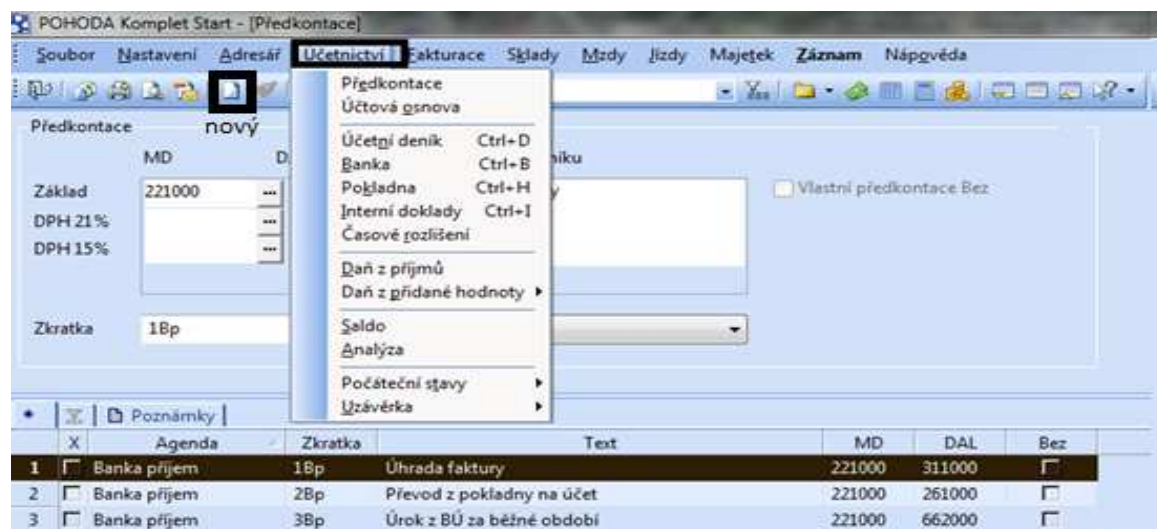 POHODA Komplet Start - [Předkontace]
Soubor Nastavení Adresář Účetnictví Fakturace Sklady Mzdy Jízdy Majetek Záznam Nápověda
nový
Předkontace
Účtová osnova
Účetní deník Ctrl+D
Banka Ctrl+B
Pokladna Ctrl+H
Interní doklady Ctrl+I
Časové rozlišení
Daň z příjmů
Daň z přidané hodnoty
Saldo
Analýza
Počáteční stavy
Uzávěrka
Předkontace
MD D níku
Základ 221000 ... y Vlastní předkontace Bez
DPH 21% ...
DPH 15% ...
Zkratka 1Bp
Poznámky
X Agenda Zkratka Text MD DAL Bez
1 Banka příjem 1Bp Úhrada faktury 221000 311000
2 Banka příjem 2Bp Převod z pokladny na účet 221000 261000
3 Banka příjem 3Bp Úrok z BÚ za běžné období 221000 662000